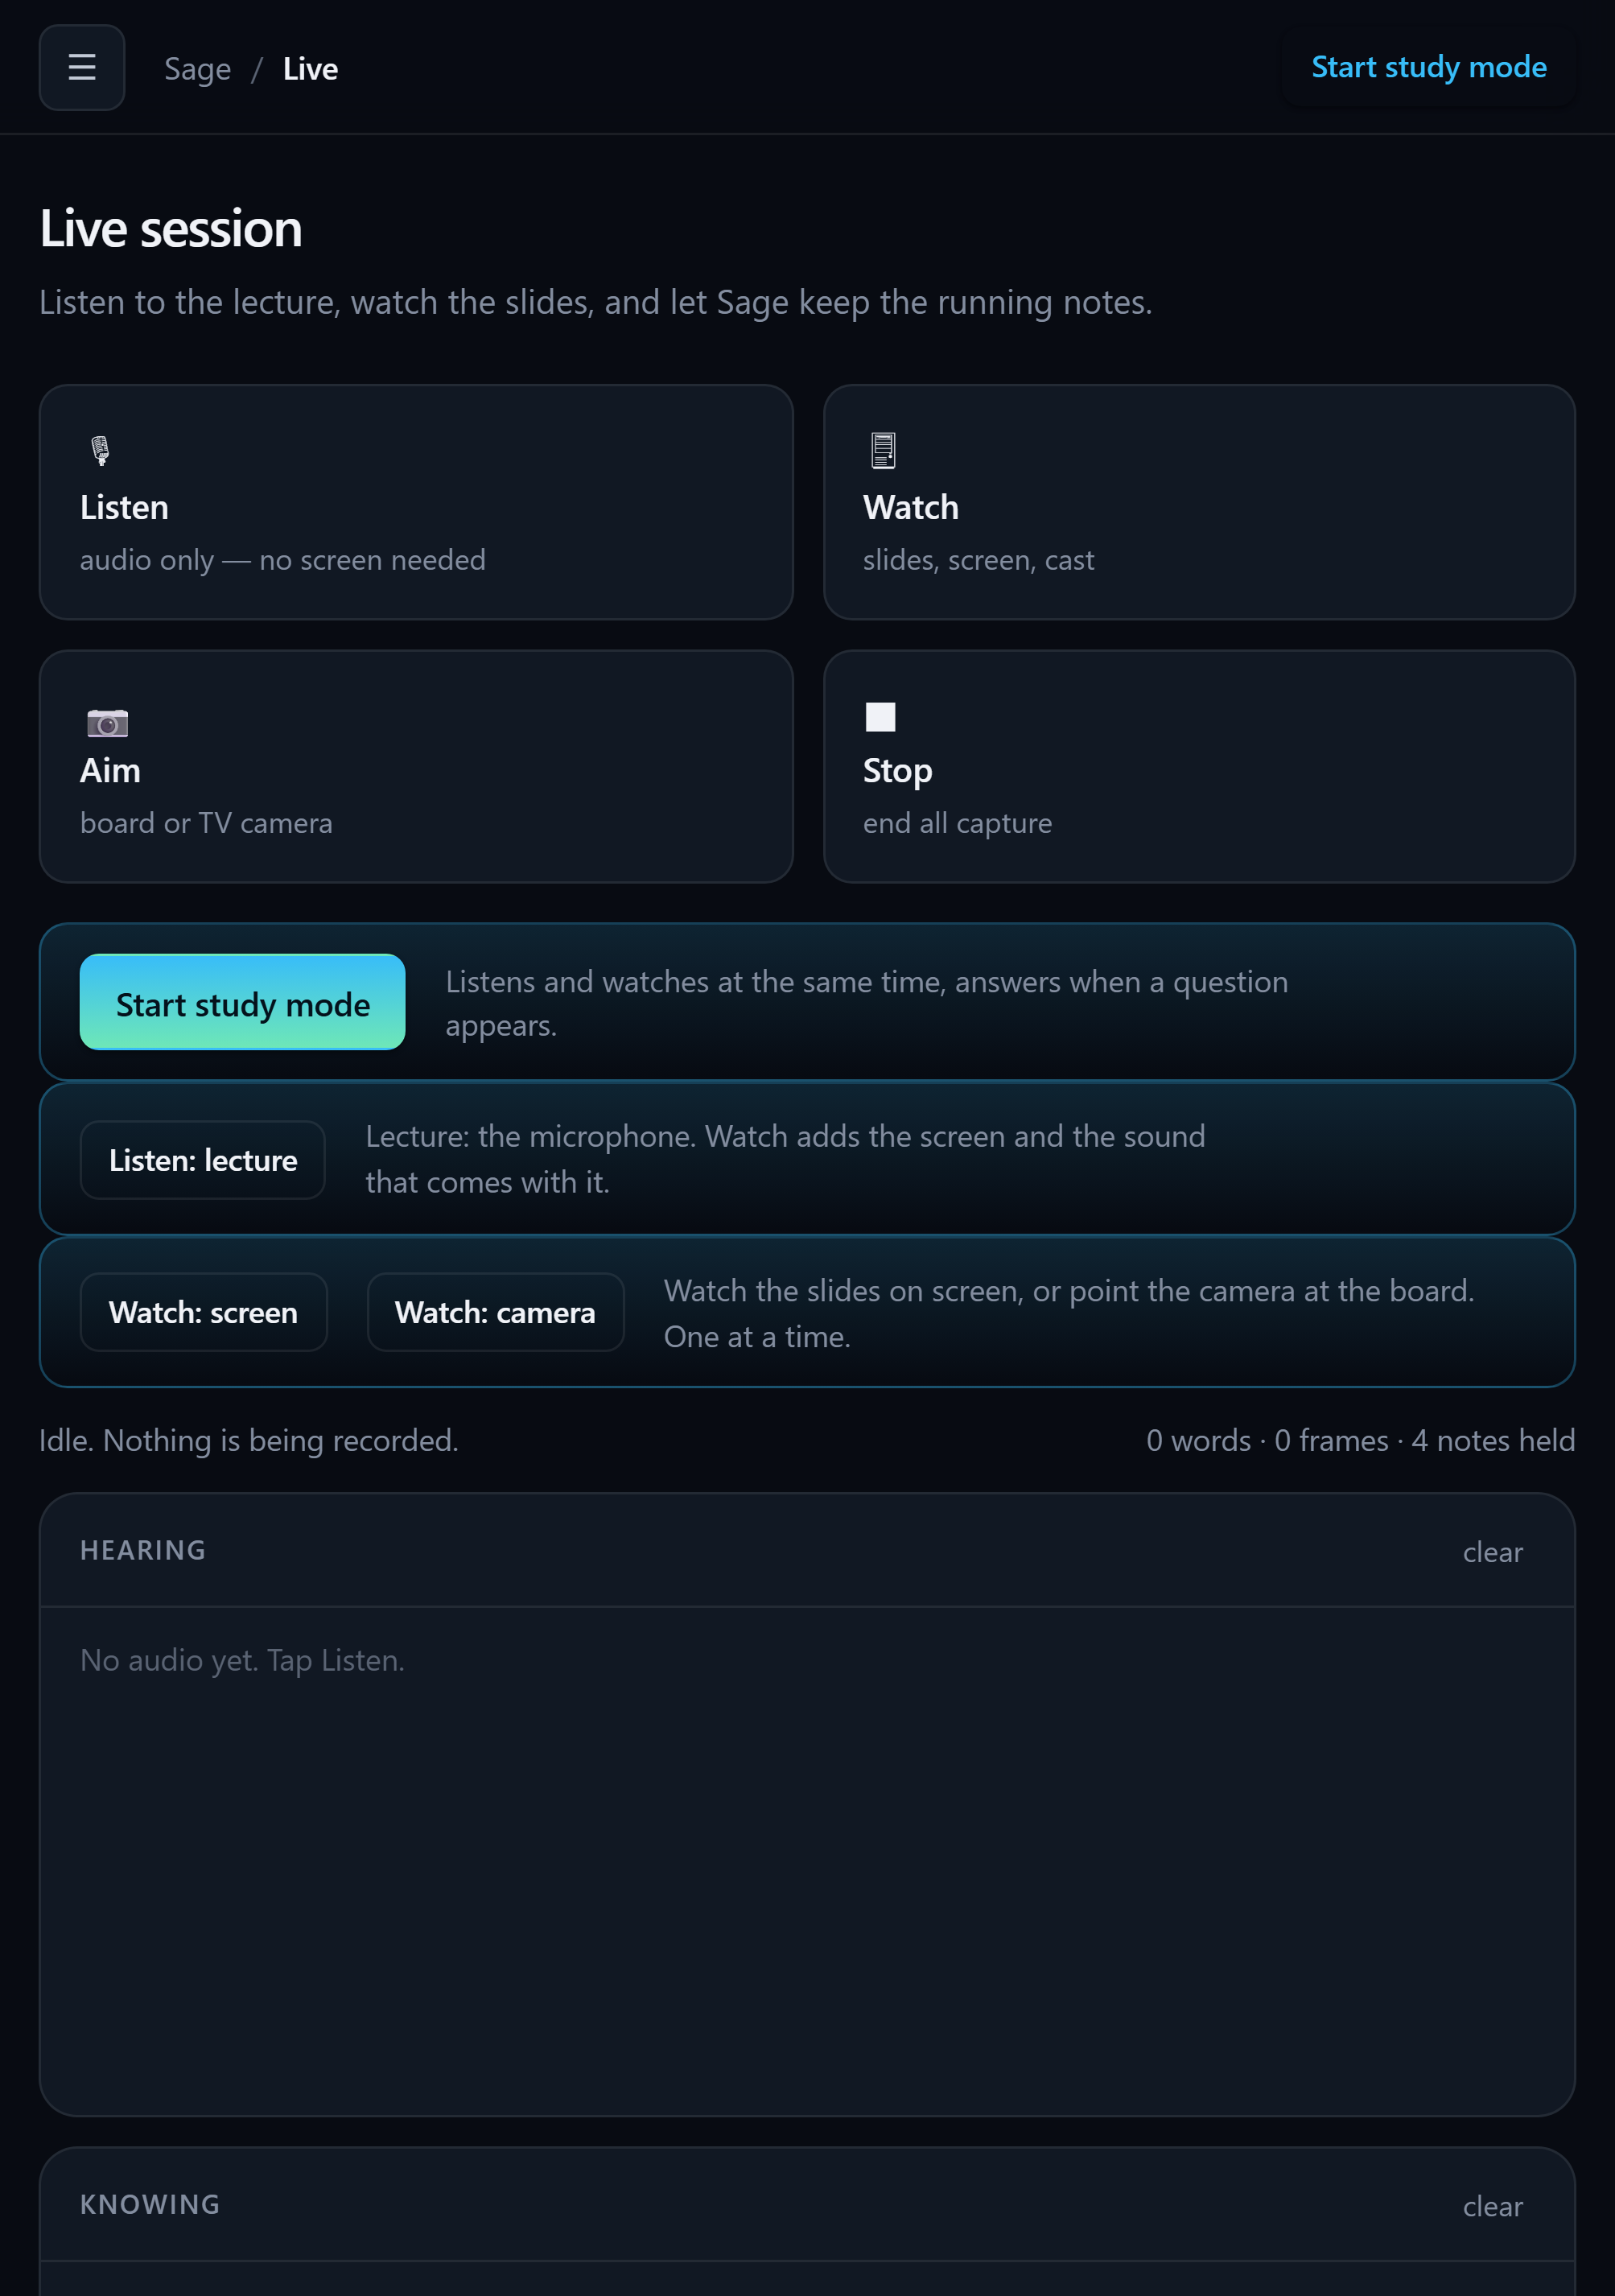 ☰ Sage / Live
Start study mode
Live session
Listen to the lecture, watch the slides, and let Sage keep the running notes.
Listen
audio only — no screen needed
Watch
slides, screen, cast
Aim
board or TV camera
Stop
end all capture
Start study mode
Listens and watches at the same time, answers when a question
appears.
Listen: lecture
Lecture: the microphone. Watch adds the screen and the sound
that comes with it.
Watch: screen
Watch: camera
Watch the slides on screen, or point the camera at the board.
One at a time.
Idle. Nothing is being recorded.
0 words · 0 frames · 4 notes held
HEARING
clear
No audio yet. Tap Listen.
KNOWING
clear